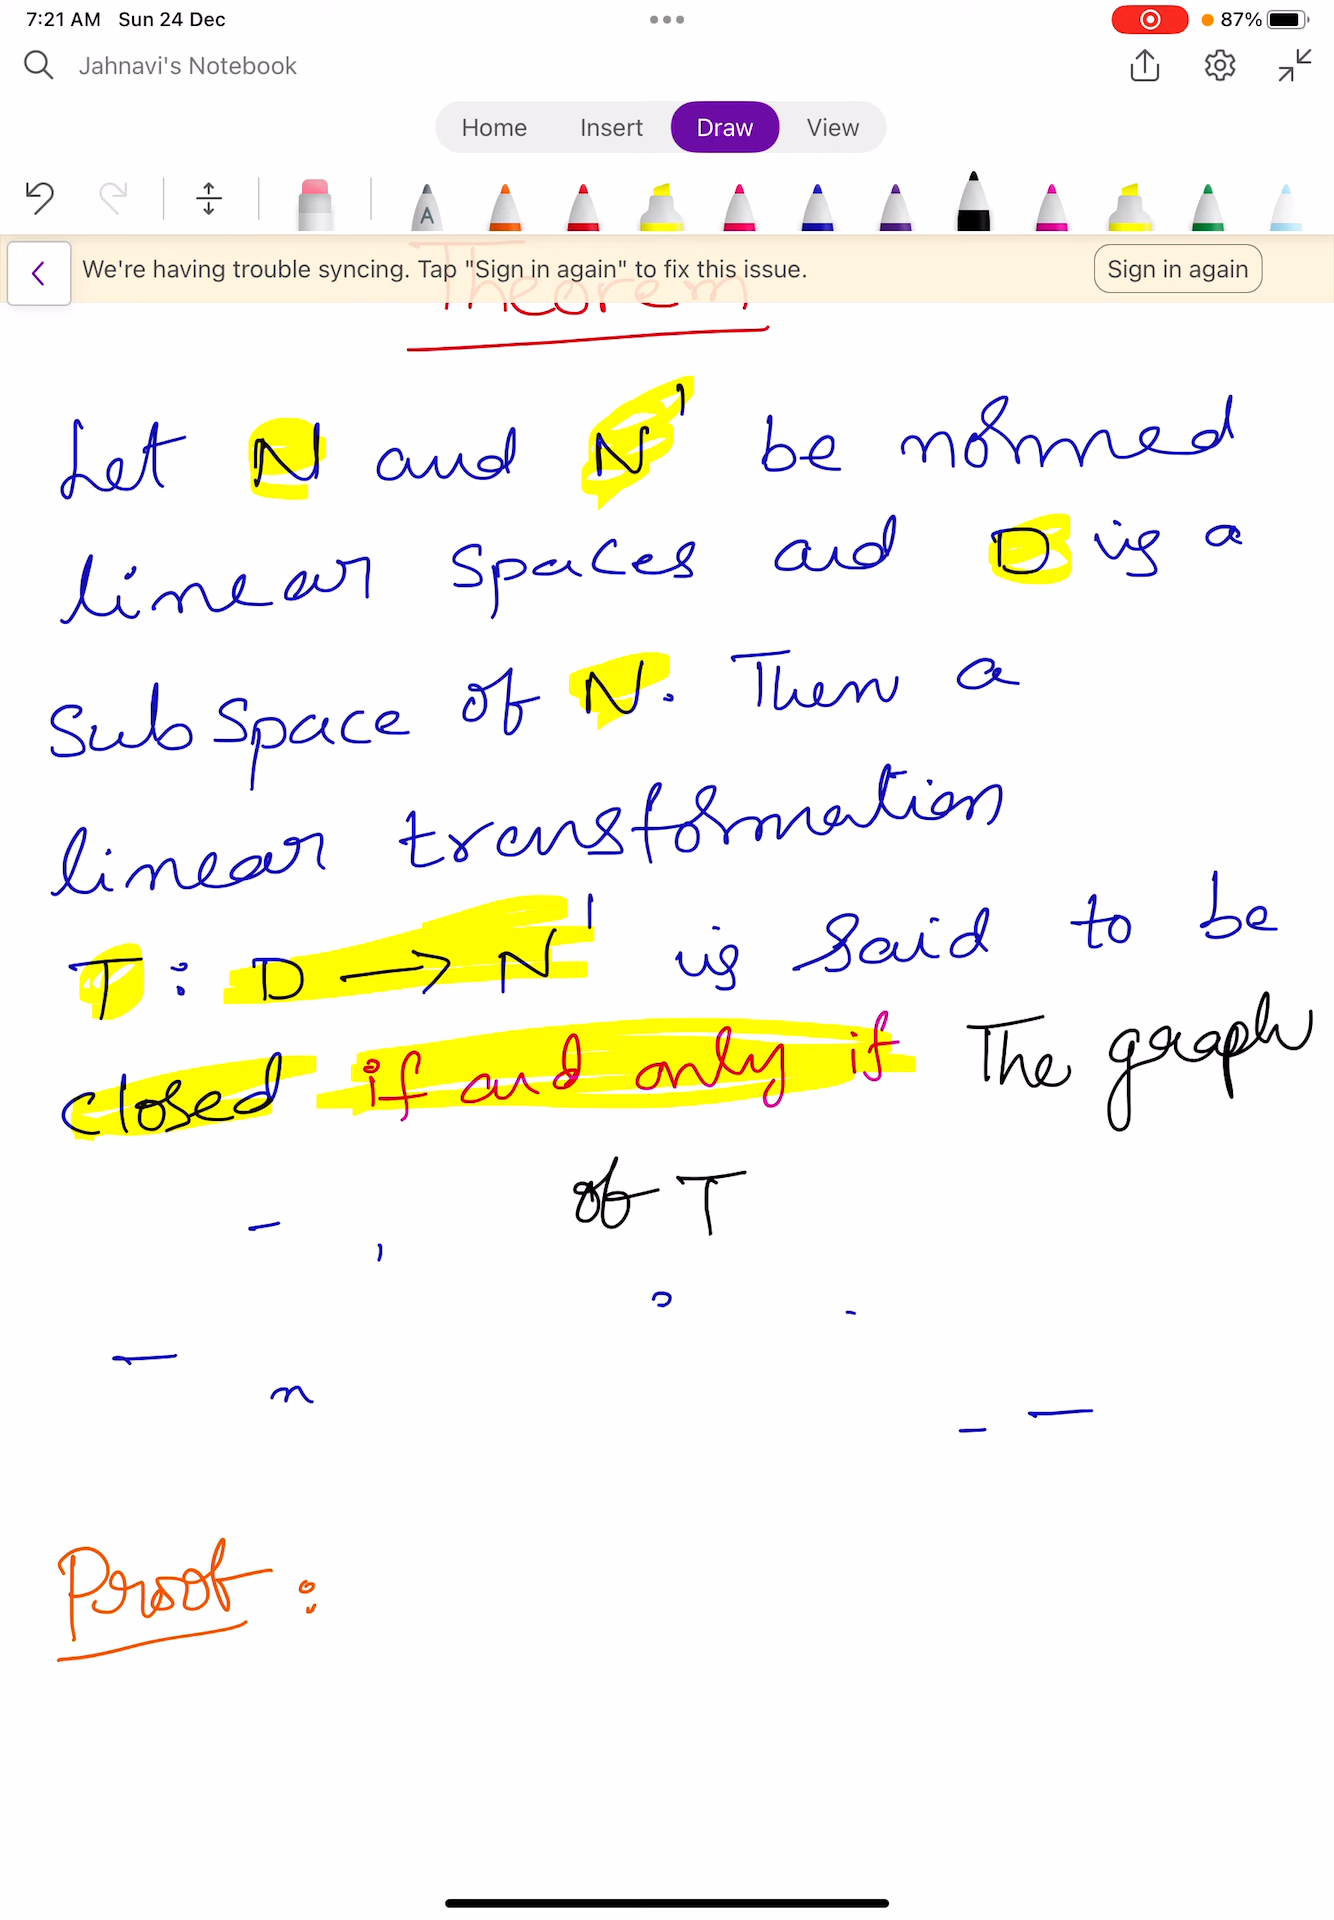 7:21 AM Sun 24 Dec
87%
Jahnavi's Notebook
Home Insert Draw View
A
We're having trouble syncing. Tap "Sign in again" to fix this issue.
Sign in again
Theorem
Let N and N' be normed
linear spaces and D is a
subspace of N. Then a
linear transformation
T : D → N' is said to be
closed if and only if The graph
of T
Proof :